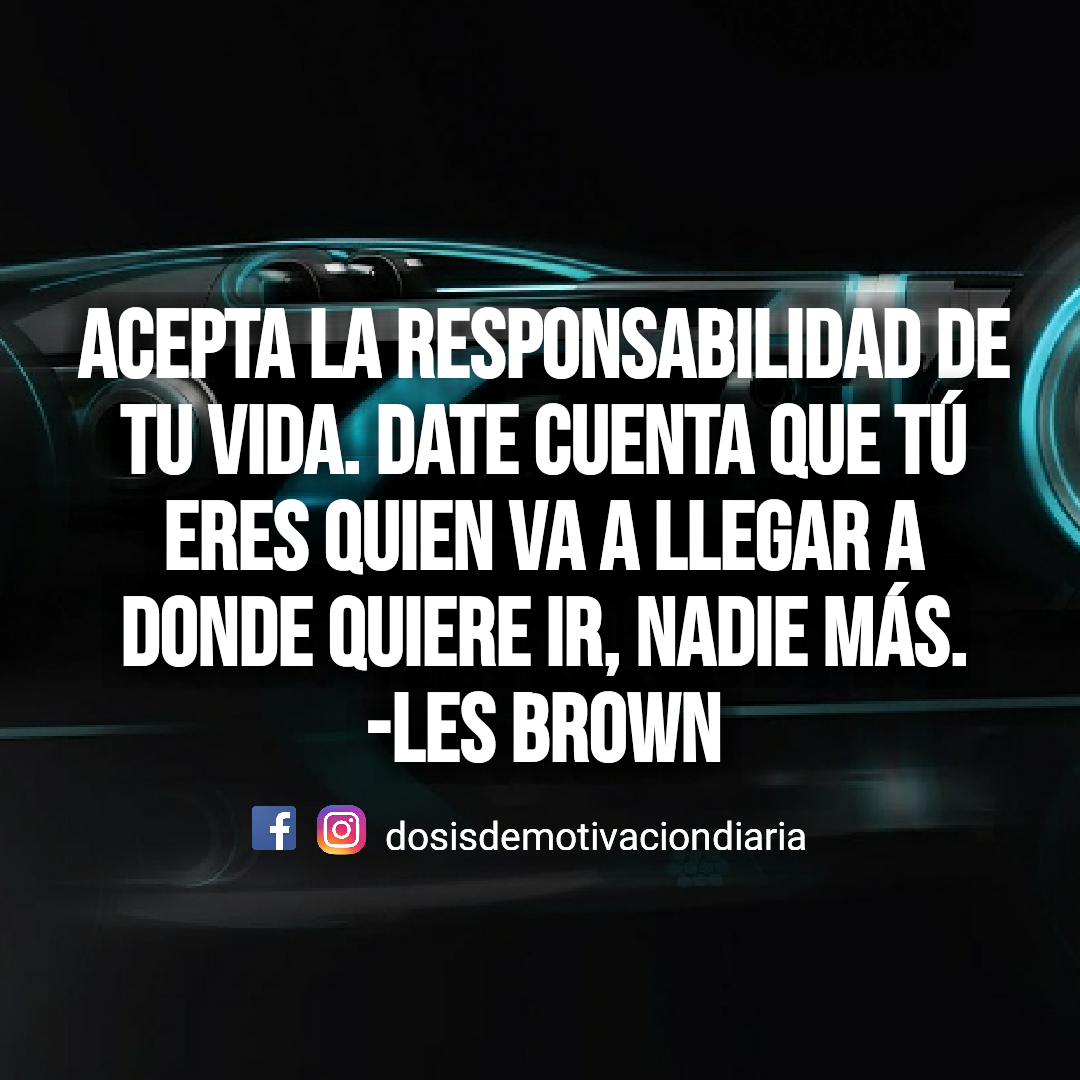 ACEPTA LA RESPONSABILIDAD DE
TU VIDA. DATE CUENTA QUE TÚ
ERES QUIEN VA A LLEGAR A
DONDE QUIERE IR, NADIE MÁS.
-LES BROWN
dosisdemotivaciondiaria